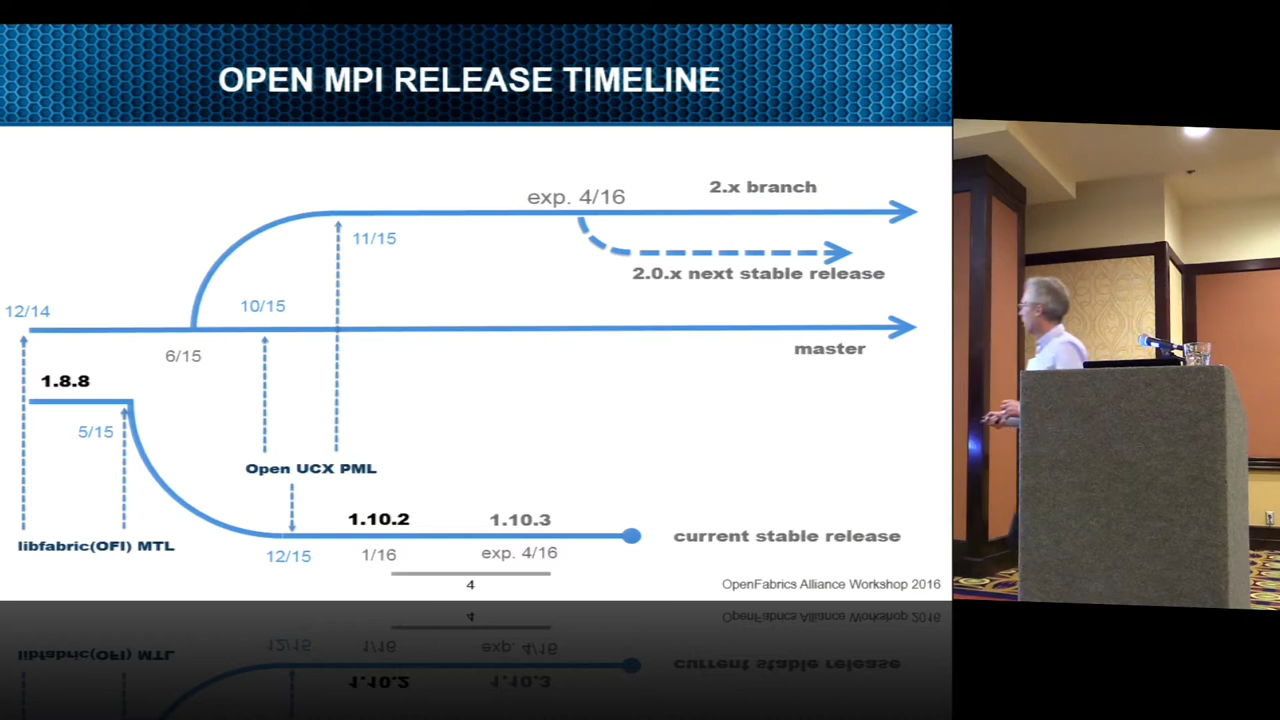 OPEN MPI RELEASE TIMELINE
exp. 4/16
2.x branch
11/15
2.0.x next stable release
12/14
10/15
6/15
master
1.8.8
5/15
Open UCX PML
libfabric(OFI) MTL
1.10.2
1.10.3
current stable release
12/15
1/16
exp. 4/16
4
OpenFabrics Alliance Workshop 2016